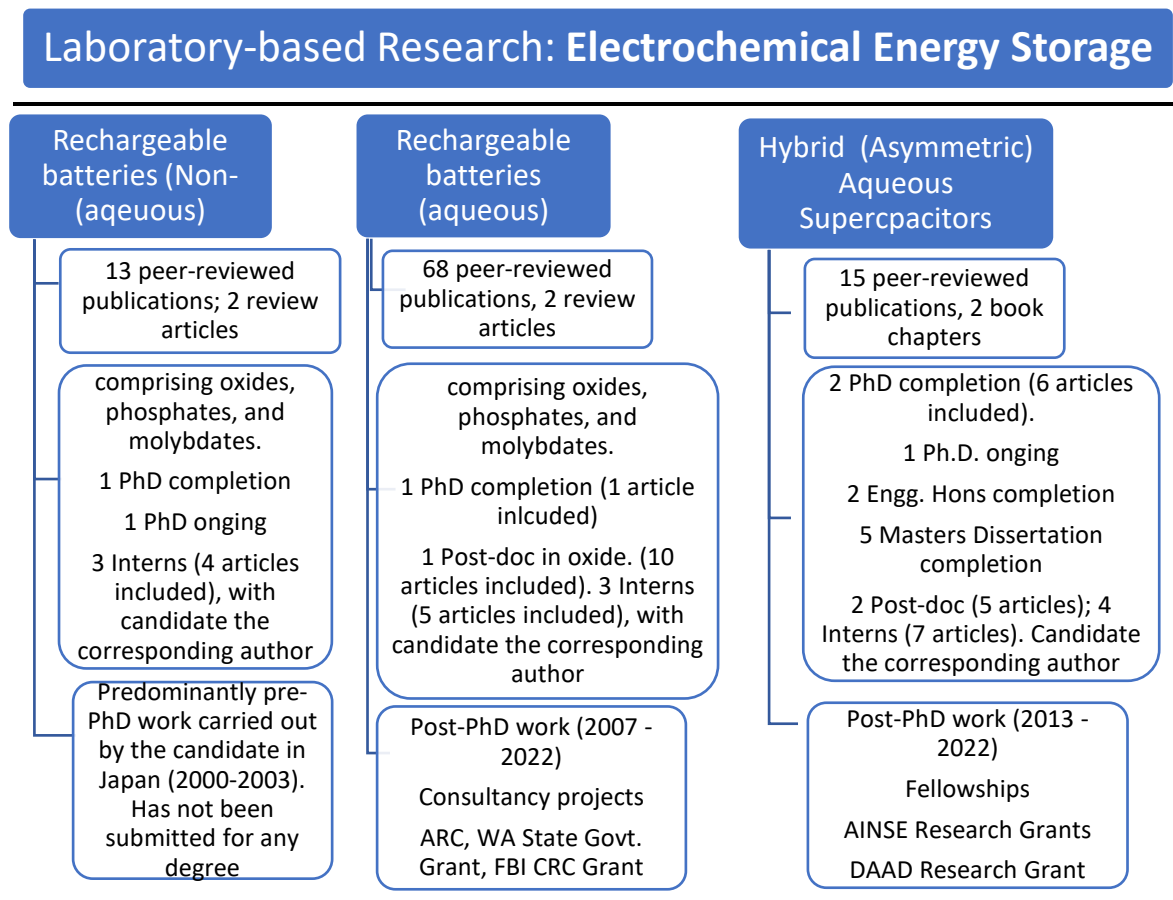 Laboratory-based Research: Electrochemical Energy Storage
Rechargeable
batteries (Non-
(aqeuous)
13 peer-reviewed
publications; 2 review
articles
comprising oxides,
phosphates, and
molybdates.
1 PhD completion
1 PhD onging
3 Interns (4 articles
included), with
candidate the
corresponding author
Predominantly pre-
PhD work carried out
by the candidate in
Japan (2000-2003).
Has not been
submitted for any
degree
Rechargeable
batteries
(aqueous)
68 peer-reviewed
publications, 2 review
articles
comprising oxides,
phosphates, and
molybdates.
1 PhD completion (1 article
inlcuded)
1 Post-doc in oxide. (10
articles included). 3 Interns
(5 articles included), with
candidate the corresponding
author
Post-PhD work (2007 -
2022)
Consultancy projects
ARC, WA State Govt.
Grant, FBI CRC Grant
Hybrid (Asymmetric)
Aqueous
Supercpacitors
15 peer-reviewed
publications, 2 book
chapters
2 PhD completion (6 articles
included).
1 Ph.D. onging
2 Engg. Hons completion
5 Masters Dissertation
completion
2 Post-doc (5 articles); 4
Interns (7 articles). Candidate
the corresponding author
Post-PhD work (2013 -
2022)
Fellowships
AINSE Research Grants
DAAD Research Grant